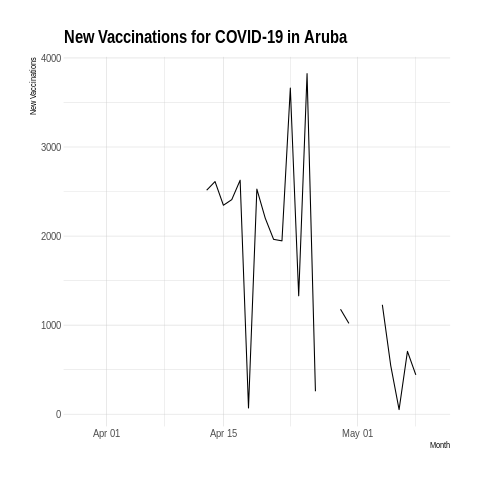 New Vaccinations for COVID-19 in Aruba
New Vaccinations
4000
3000
2000
1000
0
Apr 01 Apr 15 May 01
Month